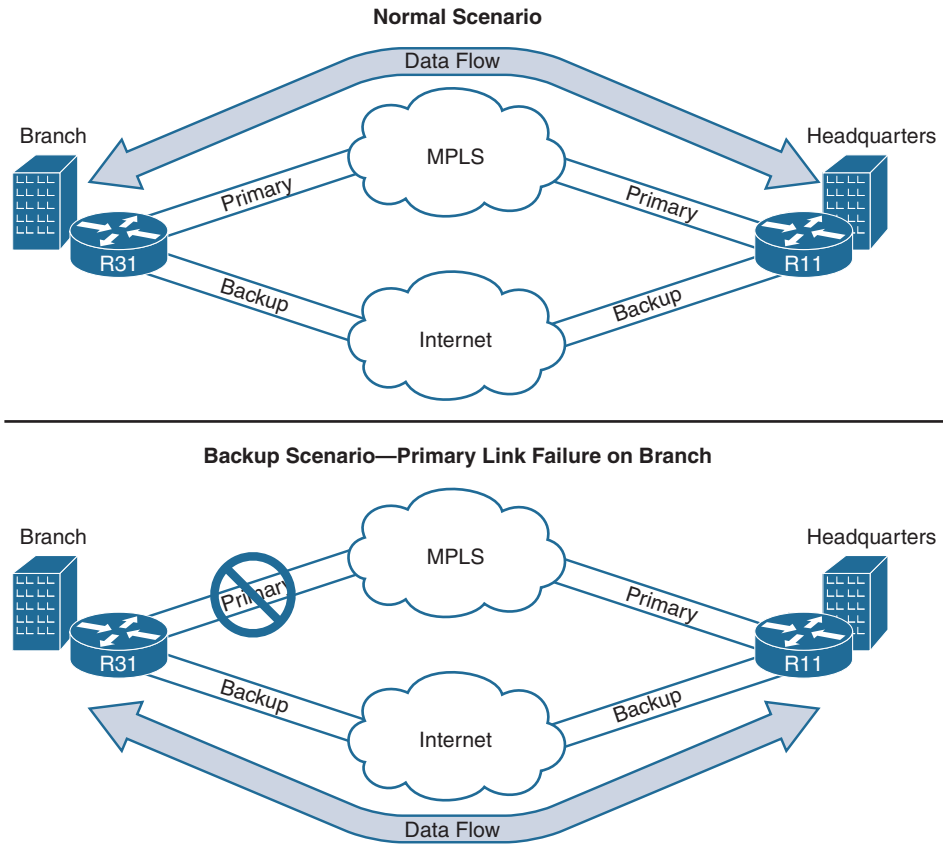 Normal Scenario
Data Flow
Branch
Headquarters
MPLS
Primary
Primary
R31
R11
Backup
Backup
Internet
Backup Scenario—Primary Link Failure on Branch
Branch
Headquarters
MPLS
Primary
Primary
R31
R11
Backup
Backup
Internet
Data Flow